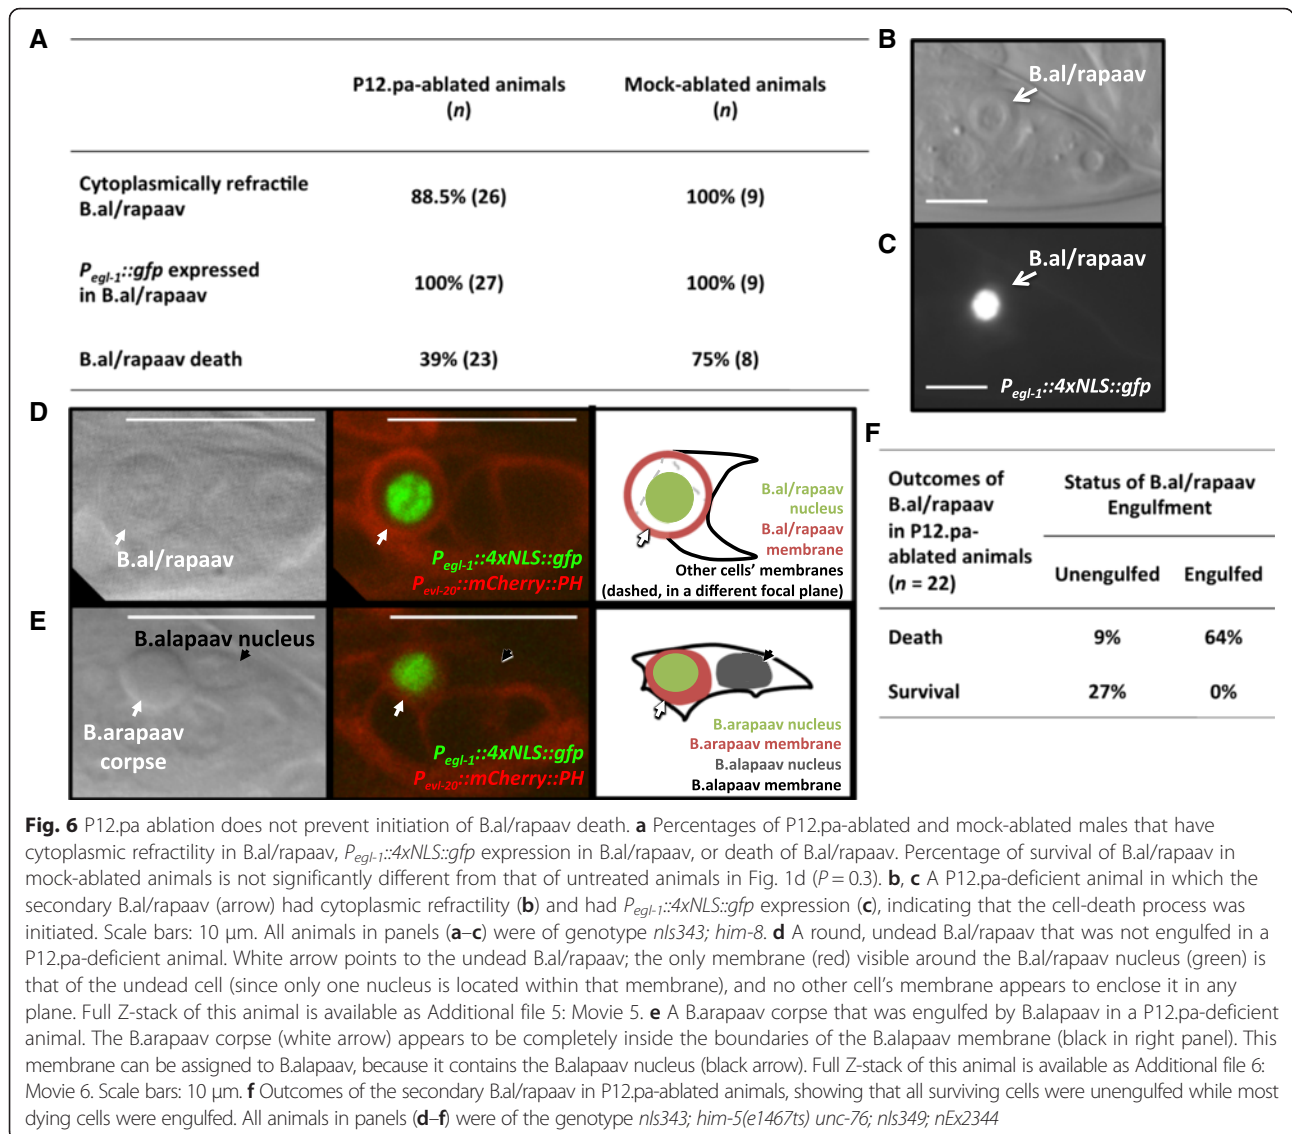 A
P12.pa-ablated animals (n)
Mock-ablated animals (n)
Cytoplasmically refractile B.al/rapaav
88.5% (26)
100% (9)
Pegl-1::gfp expressed in B.al/rapaav
100% (27)
100% (9)
B.al/rapaav death
39% (23)
75% (8)
B
B.al/rapaav
C
B.al/rapaav
Pegl-1::4xNLS::gfp
D
B.al/rapaav
Pegl-1::4xNLS::gfp
Pevl-20::mCherry::PH
B.al/rapaav
nucleus
B.al/rapaav
membrane
Other cells' membranes
(dashed, in a different focal plane)
E
B.alapaav nucleus
B.arapaav
corpse
Pegl-1::4xNLS::gfp
Pevl-20::mCherry::PH
B.arapaav nucleus
B.arapaav membrane
B.alapaav nucleus
B.alapaav membrane
F
Outcomes of
B.al/rapaav
in P12.pa-
ablated animals
(n = 22)
Status of B.al/rapaav
Engulfment
Unengulfed
Engulfed
Death
9%
64%
Survival
27%
0%
Fig. 6 P12.pa ablation does not prevent initiation of B.al/rapaav death. a Percentages of P12.pa-ablated and mock-ablated males that have
cytoplasmic refractility in B.al/rapaav, Pegl-1::4xNLS::gfp expression in B.al/rapaav, or death of B.al/rapaav. Percentage of survival of B.al/rapaav in
mock-ablated animals is not significantly different from that of untreated animals in Fig. 1d (P = 0.3). b, c A P12.pa-deficient animal in which the
secondary B.al/rapaav (arrow) had cytoplasmic refractility (b) and had Pegl-1::4xNLS::gfp expression (c), indicating that the cell-death process was
initiated. Scale bars: 10 μm. All animals in panels (a–c) were of genotype nIs343; him-8. d A round, undead B.al/rapaav that was not engulfed in a
P12.pa-deficient animal. White arrow points to the undead B.al/rapaav; the only membrane (red) visible around the B.al/rapaav nucleus (green) is
that of the undead cell (since only one nucleus is located within that membrane), and no other cell's membrane appears to enclose it in any
plane. Full Z-stack of this animal is available as Additional file 5: Movie 5. e A B.arapaav corpse that was engulfed by B.alapaav in a P12.pa-deficient
animal. The B.arapaav corpse (white arrow) appears to be completely inside the boundaries of the B.alapaav membrane (black in right panel). This
membrane can be assigned to B.alapaav, because it contains the B.alapaav nucleus (black arrow). Full Z-stack of this animal is available as Additional file 6:
Movie 6. Scale bars: 10 μm. f Outcomes of the secondary B.al/rapaav in P12.pa-ablated animals, showing that all surviving cells were unengulfed while most
dying cells were engulfed. All animals in panels (d–f) were of the genotype nIs343; him-5(e1467ts) unc-76; nIs349; nEx2344